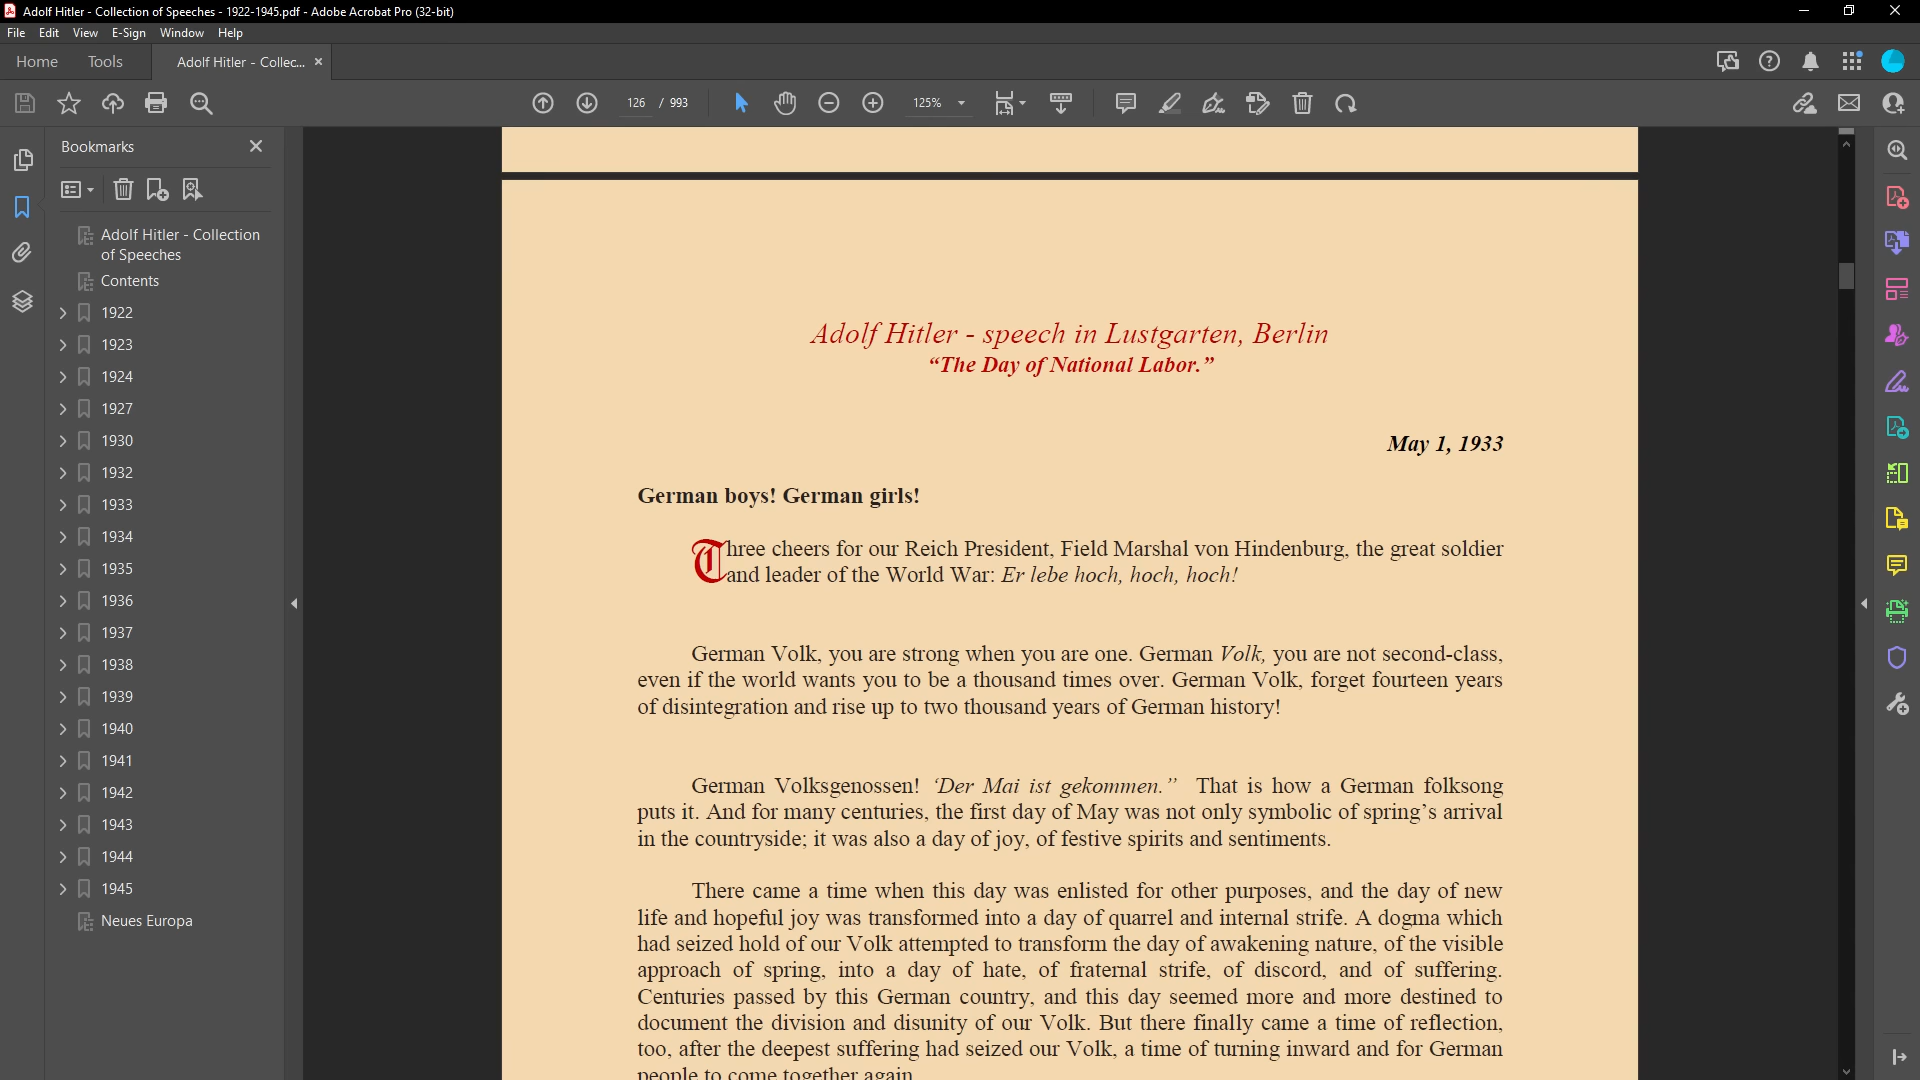 Adolf Hitler - Collection of Speeches - 1922-1945.pdf - Adobe Acrobat Pro (32-bit)
File Edit View E-Sign Window Help
Home Tools Adolf Hitler - Collec... ×
126 / 993 125%
Bookmarks
Adolf Hitler - Collection
of Speeches
Contents
1922
1923
1924
1927
1930
1932
1933
1934
1935
1936
1937
1938
1939
1940
1941
1942
1943
1944
1945
Neues Europa
Adolf Hitler - speech in Lustgarten, Berlin
“The Day of National Labor.”
May 1, 1933
German boys! German girls!
Three cheers for our Reich President, Field Marshal von Hindenburg, the great soldier
and leader of the World War: Er lebe hoch, hoch, hoch!
German Volk, you are strong when you are one. German Volk, you are not second-class,
even if the world wants you to be a thousand times over. German Volk, forget fourteen years
of disintegration and rise up to two thousand years of German history!
German Volksgenossen! ‘Der Mai ist gekommen.” That is how a German folksong
puts it. And for many centuries, the first day of May was not only symbolic of spring’s arrival
in the countryside; it was also a day of joy, of festive spirits and sentiments.
There came a time when this day was enlisted for other purposes, and the day of new
life and hopeful joy was transformed into a day of quarrel and internal strife. A dogma which
had seized hold of our Volk attempted to transform the day of awakening nature, of the visible
approach of spring, into a day of hate, of fraternal strife, of discord, and of suffering.
Centuries passed by this German country, and this day seemed more and more destined to
document the division and disunity of our Volk. But there finally came a time of reflection,
too, after the deepest suffering had seized our Volk, a time of turning inward and for German
people to come together again.